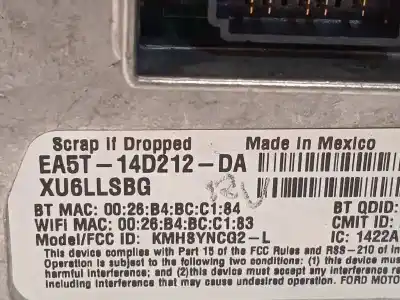 Scrap if Dropped Made in Mexico
EA5T-14D212-DA
XU6LLSBG
12V
BT MAC: 00:26:B4:BC:C1:84 BT QDID:
WiFi MAC: 00:26:B4:BC:C1:83 CMIT ID:
Model/FCC ID: KMHSYNCG2-L IC: 1422A
This device complies with Part 15 of the FCC Rules and RSS-210 of In
Operation is subject to the following two conditions: (1) this device may
harmful interference; and (2)this device must accept any interference re
including interference that may cause undesired operation. FORD MOTO